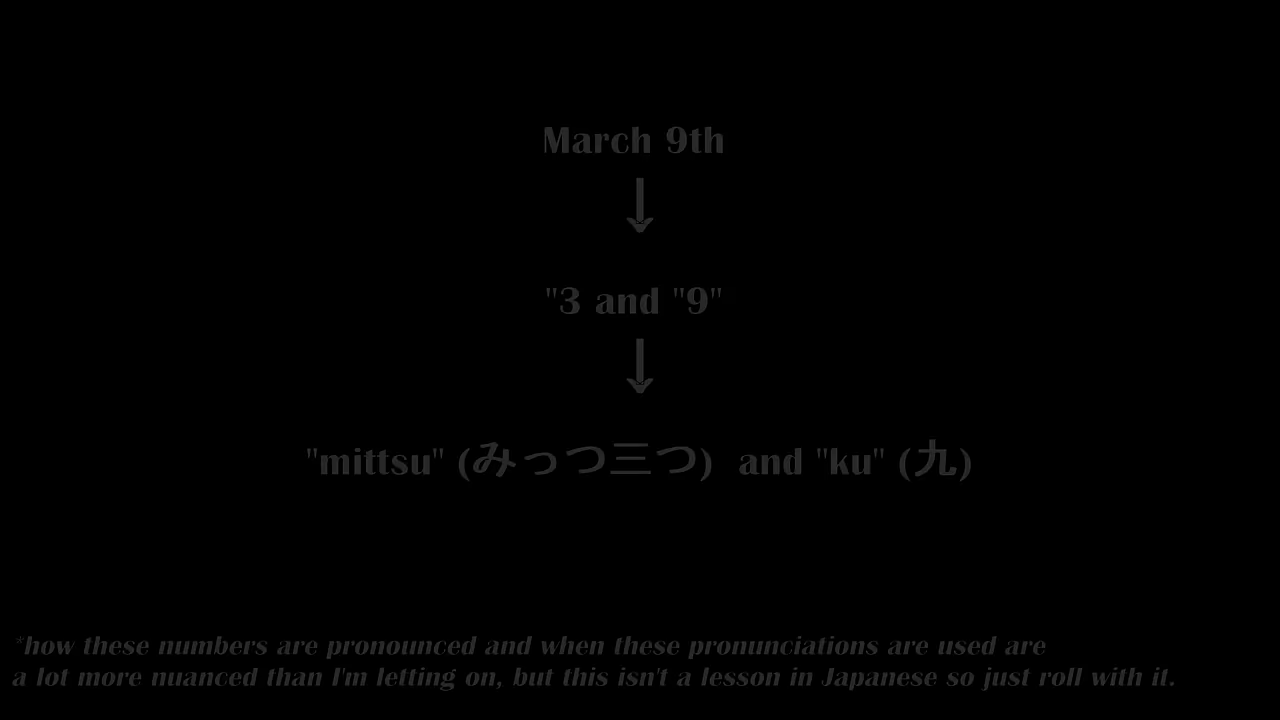 March 9th
↓
"3 and "9"
↓
"mittsu" (みっつ三つ) and "ku" (九)
*how these numbers are pronounced and when these pronunciations are used are
a lot more nuanced than I'm letting on, but this isn't a lesson in Japanese so just roll with it.